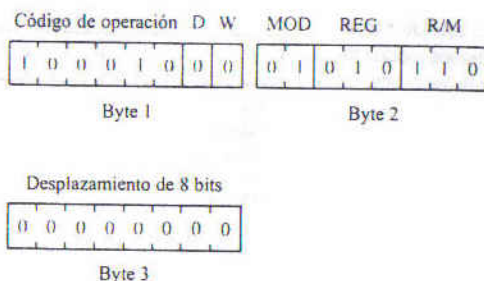 Código de operación D W MOD REG R/M
1 0 0 0 1 0 0 0 0 1 0 1 0 1 1 0
Byte 1 Byte 2
Desplazamiento de 8 bits
0 0 0 0 0 0 0 0
Byte 3